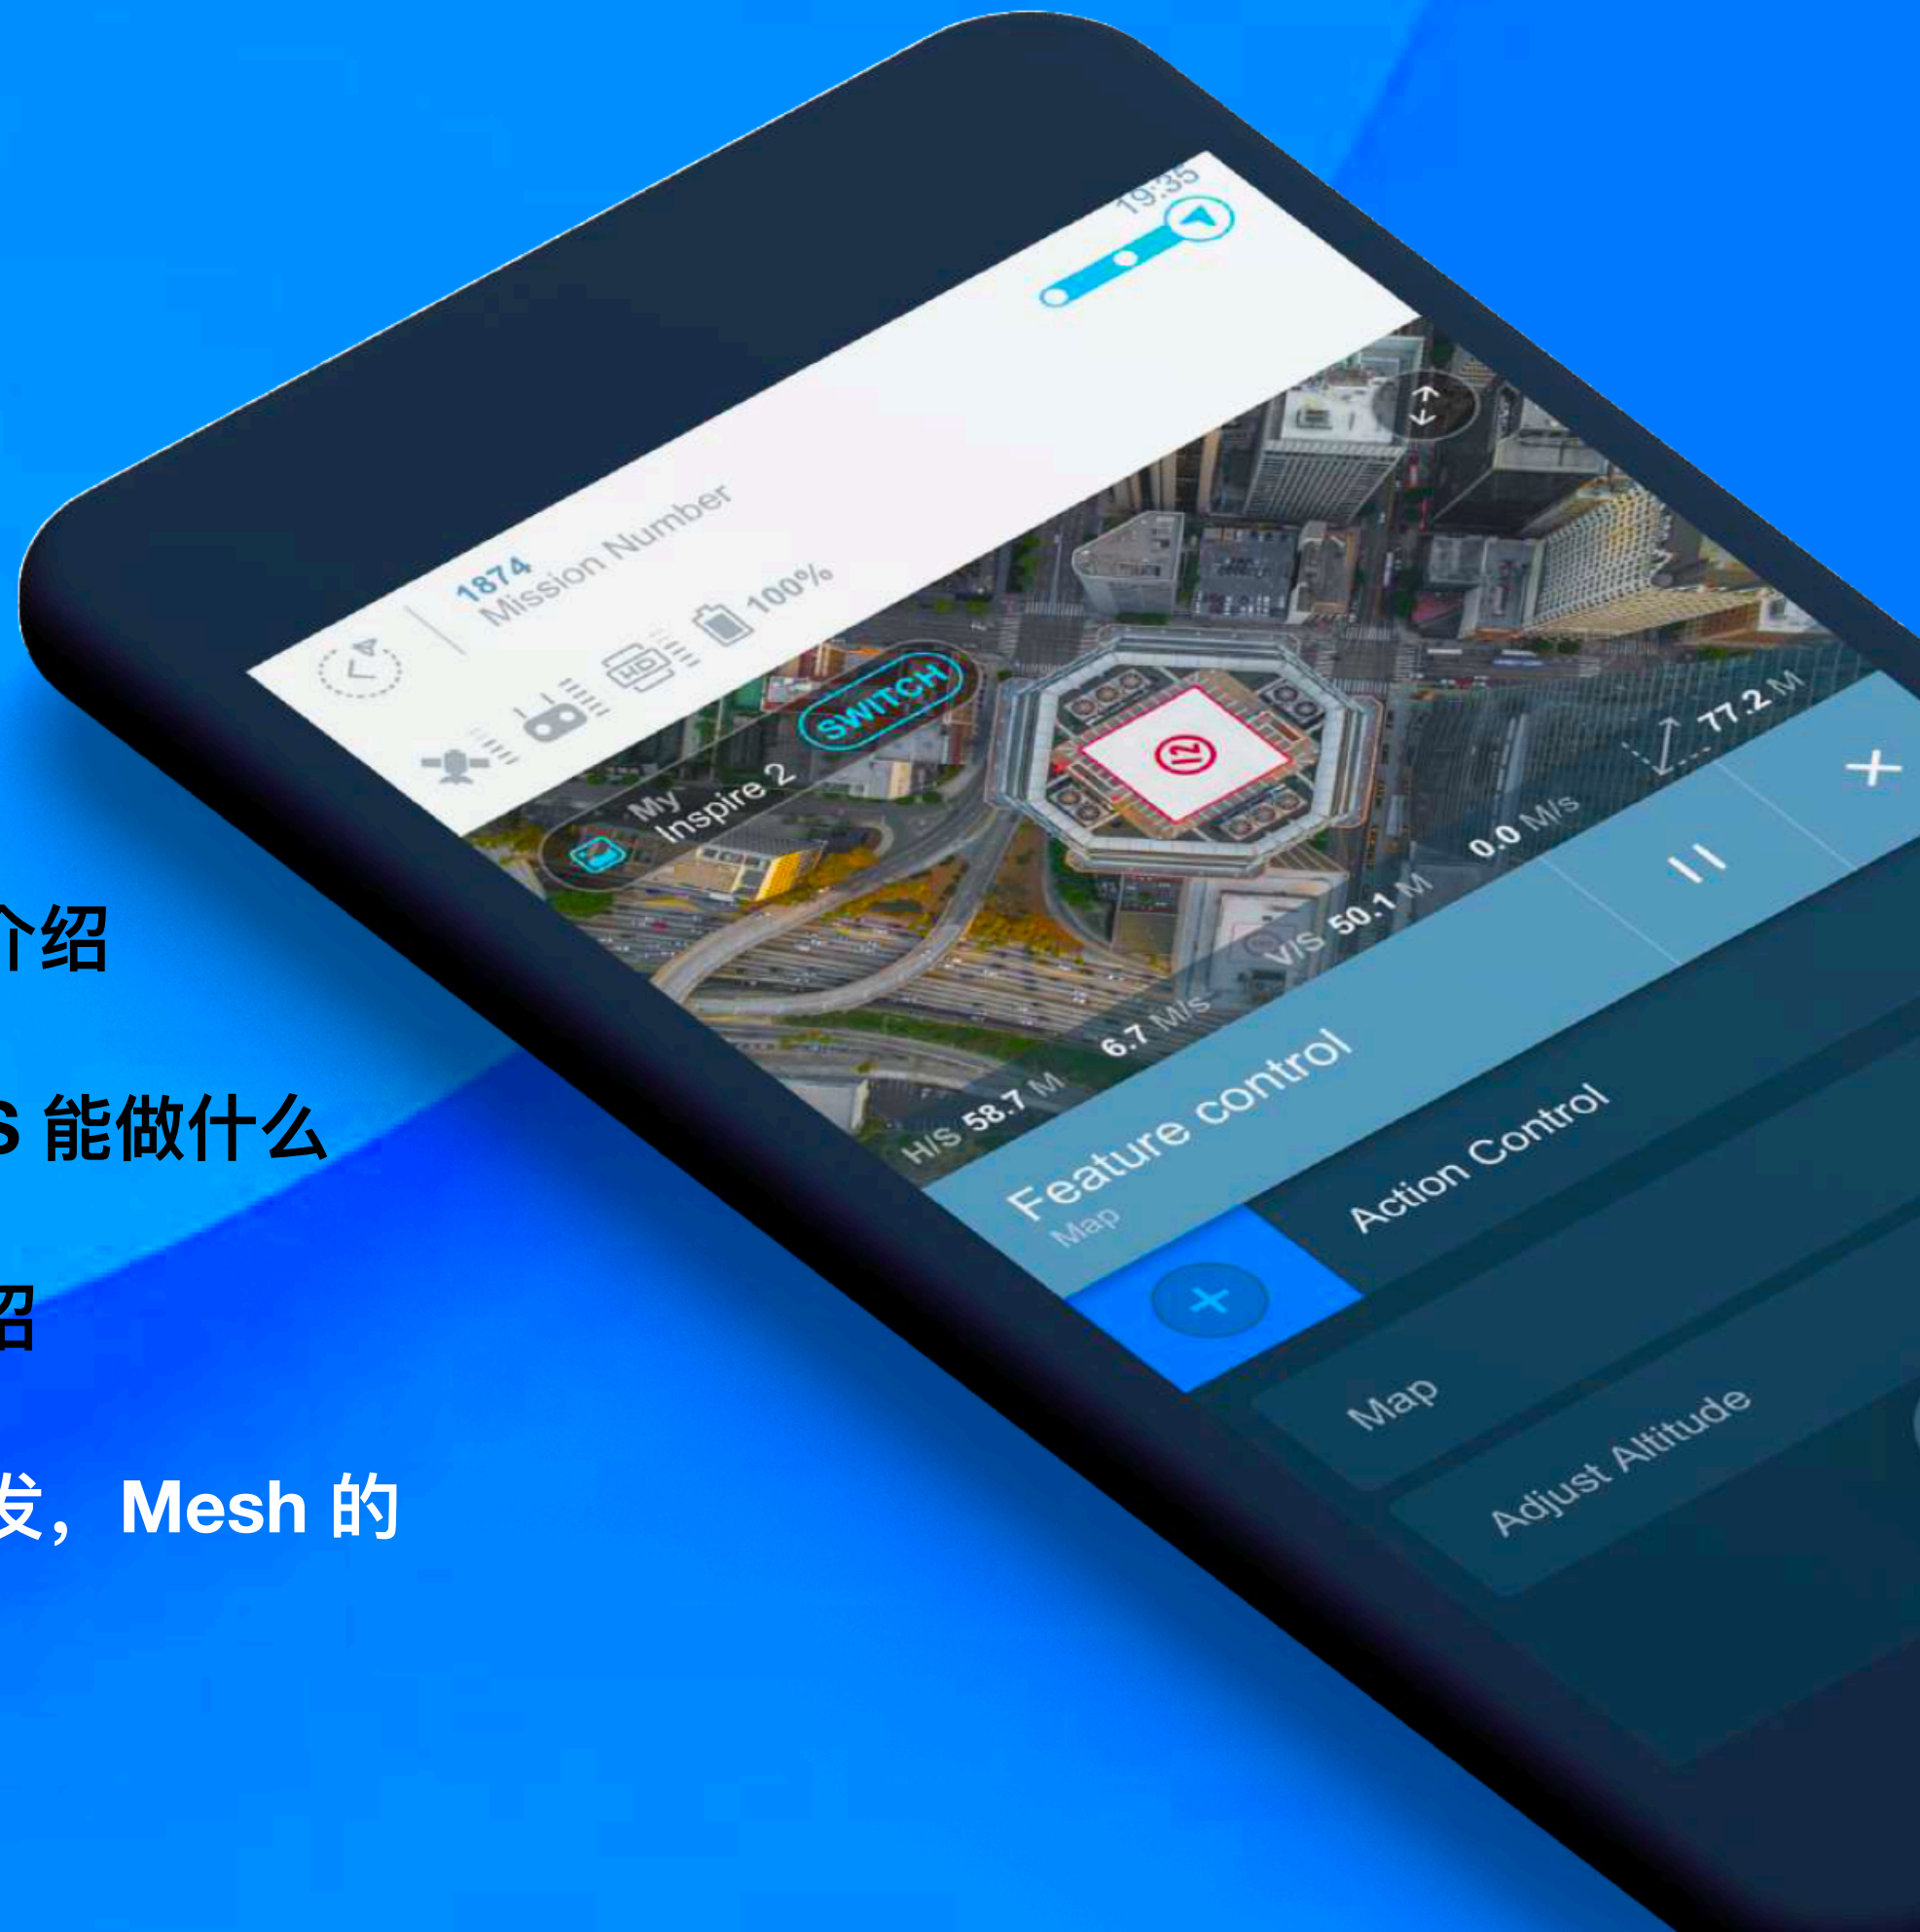 介绍
S 能做什么
绍
发，Mesh 的
19:35
1874
Mission Number
HD
100%
SWITCH
My
Inspire 2
H/S 58.7 M
6.7 M/s
V/S 50.1 M
0.0 M/s
77.2 M
Feature control
Map
Action Control
Map
Adjust Altitude